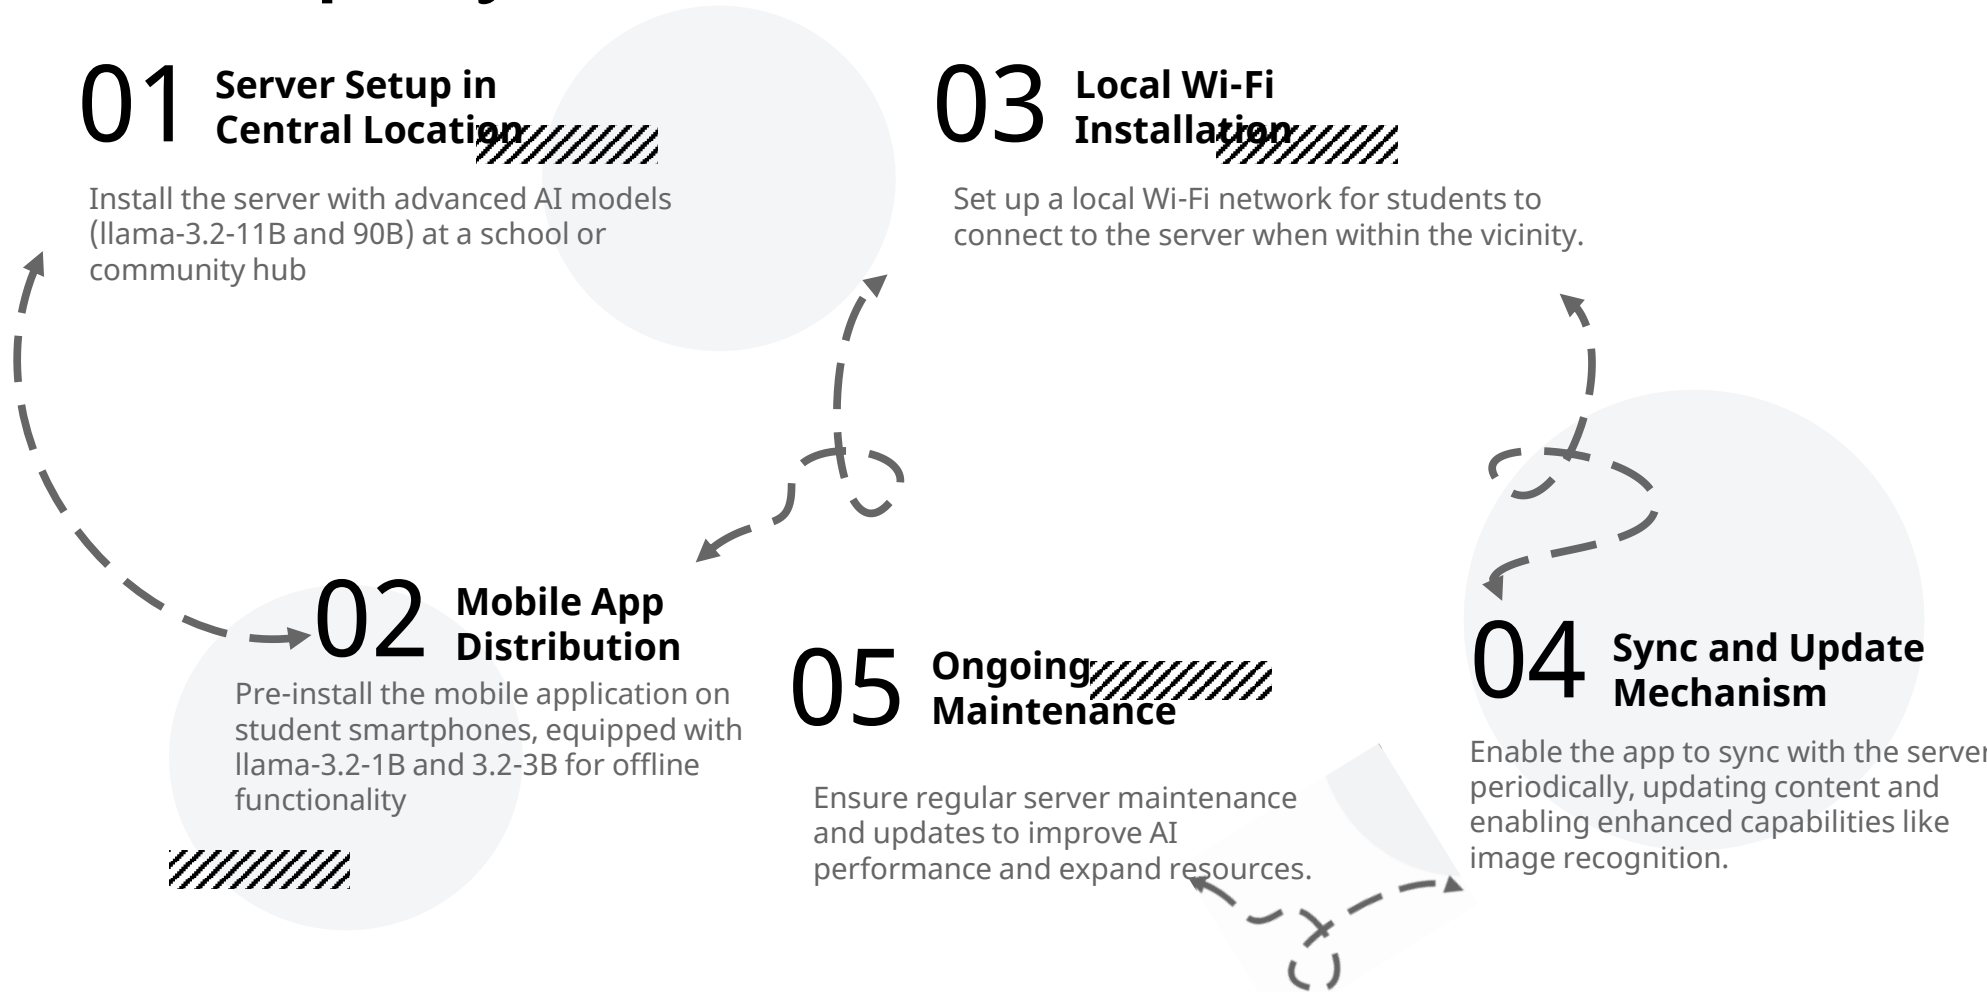 01
Server Setup in
Central Location
Install the server with advanced AI models
(llama-3.2-11B and 90B) at a school or
community hub
02
Mobile App
Distribution
Pre-install the mobile application on
student smartphones, equipped with
llama-3.2-1B and 3.2-3B for offline
functionality
03
Local Wi-Fi
Installation
Set up a local Wi-Fi network for students to
connect to the server when within the vicinity.
04
Sync and Update
Mechanism
Enable the app to sync with the server
periodically, updating content and
enabling enhanced capabilities like
image recognition.
05
Ongoing
Maintenance
Ensure regular server maintenance
and updates to improve AI
performance and expand resources.